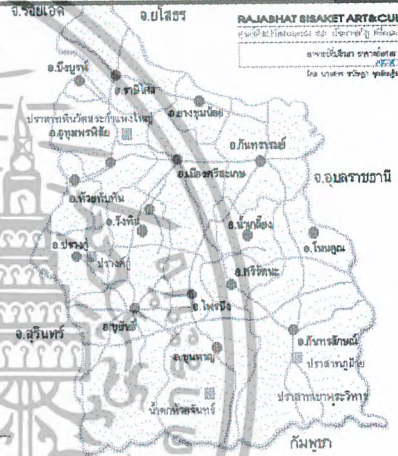 จ.ร้อยเอ็ด
จ.ยโสธร
RAJABHAT SISAKET ART&CUL
อ.บึงบูรพ์
อ.ราษีไศล
อ.ยางชุมน้อย
ปราสาทหินวัดสระกำแพงใหญ่
อ.อุทุมพรพิสัย
อ.กันทรารมย์
อ.เมืองศรีสะเกษ
จ.อุบลราชธานี
อ.ห้วยทับทัน
อ.วังหิน
อ.น้ำเกลี้ยง
อ.โนนคูณ
อ.ปรางค์กู่
ปรางค์กู่
อ.ศรีรัตนะ
อ.ไพรบึง
จ.สุรินทร์
อ.ขุขันธ์
อ.ขุนหาญ
อ.กันทรลักษณ์
ปราสาทภูฝ้าย
น้ำตกห้วยจันทร์
ปราสาทเขาพระวิหาร
กัมพูชา